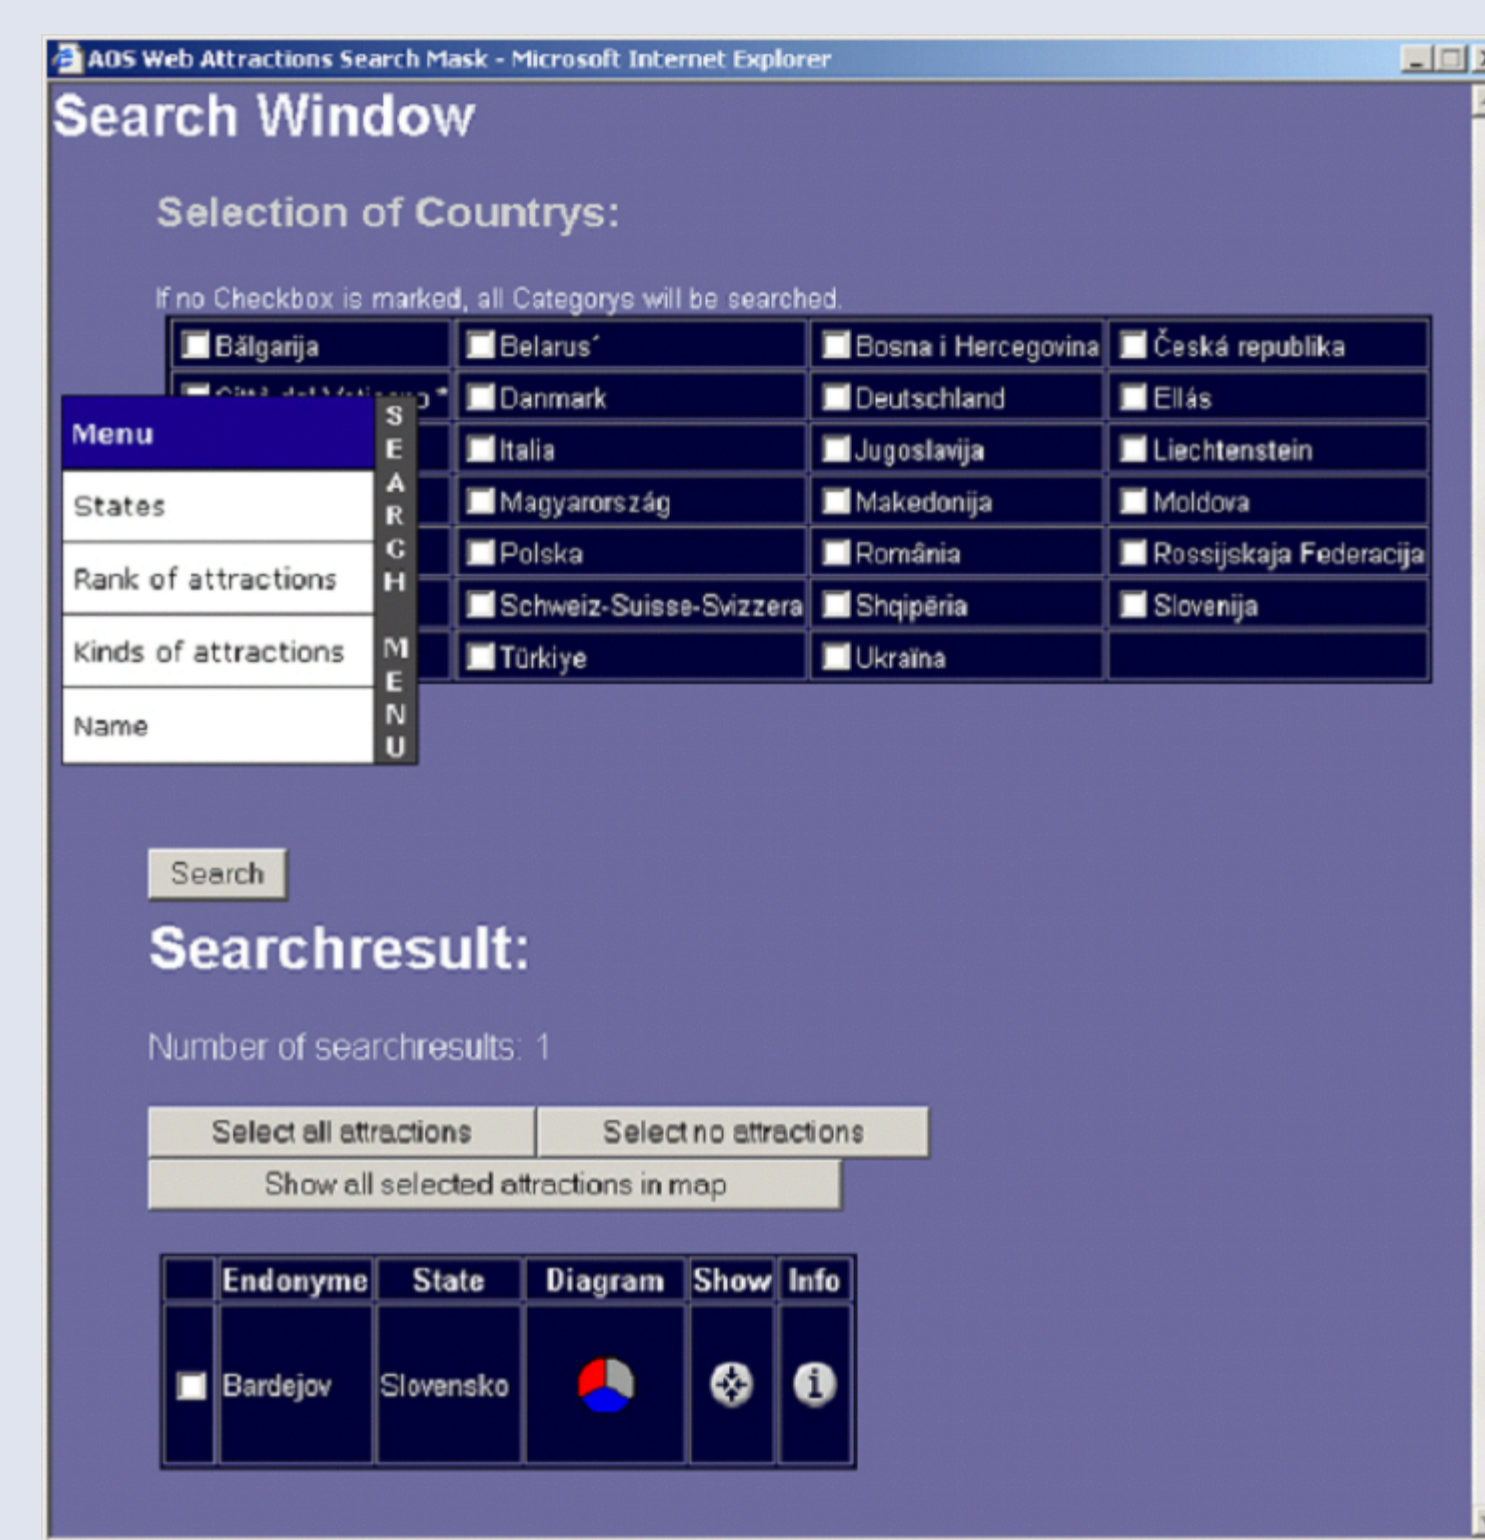 AOS Web Attractions Search Mask - Microsoft Internet Explorer
Search Window
Selection of Countrys:
If no Checkbox is marked, all Categorys will be searched.
Bălgarija Belarus´ Bosna i Hercegovina Česká republika
Danmark Deutschland Ellás
Italia Jugoslavija Liechtenstein
Magyarország Makedonija Moldova
Polska România Rossijskaja Federacija
Schweiz-Suisse-Svizzera Shqipëria Slovenija
Türkiye Ukraïna
Menu
States
Rank of attractions
Kinds of attractions
Name
SEARCH MENU
Search
Searchresult:
Number of searchresults: 1
Select all attractions Select no attractions
Show all selected attractions in map
Endonyme State Diagram Show Info
Bardejov Slovensko i